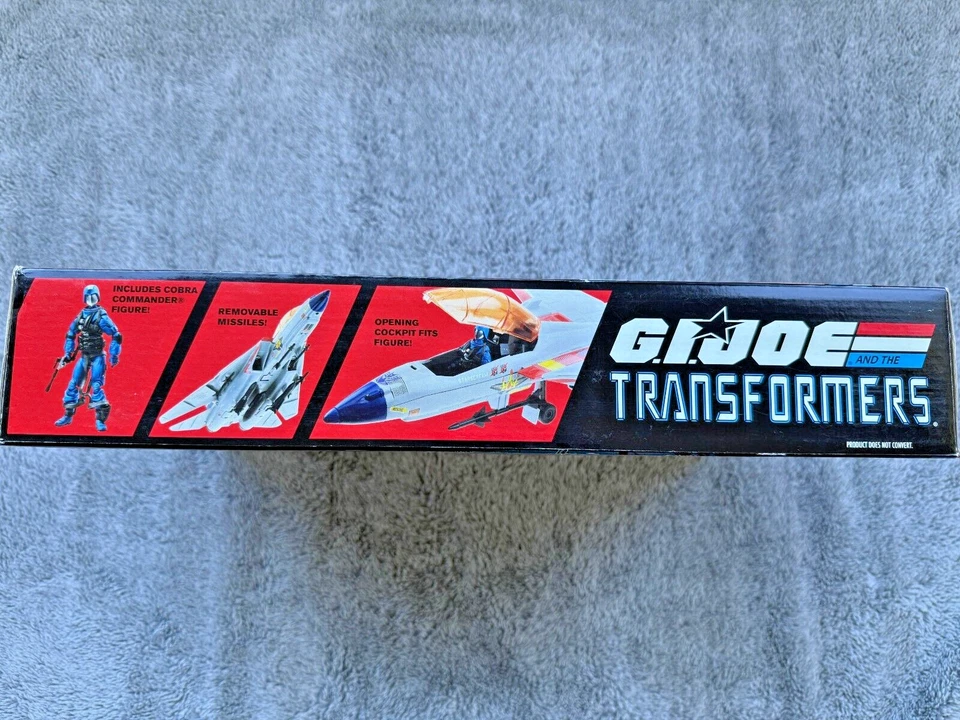 INCLUDES COBRA
COMMANDER®
FIGURE!
REMOVABLE
MISSILES!
OPENING
COCKPIT FITS
FIGURE!
G.I.JOE
AND THE
TRANSFORMERS.
PRODUCT DOES NOT CONVERT.